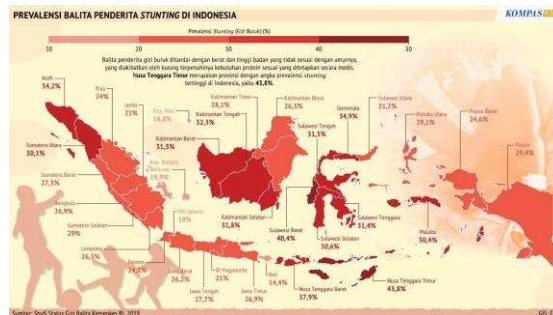 PREVALENSI BALITA PENDERITA STUNTING DI INDONESIA
KOMPAS
Prevalensi Stunting (Gizi Buruk) (%)
10 20 30 40 50
Balita penderita gizi buruk ditandai dengan berat dan tinggi badan yang tidak sesuai dengan umurnya,
yang diakibatkan oleh kurang terpenuhinya kebutuhan protein sesuai yang ditetapkan secara medis.
Nusa Tenggara Timur merupakan provinsi dengan angka prevalensi stunting
tertinggi di Indonesia, yaitu 43,8%.
Aceh
34,2%
Riau
24%
Jambi
21%
Kep. Riau
16,8%
Kalimantan Timur
28,1%
Kalimantan Tengah
32,3%
Kalimantan Barat
31,5%
Kalimantan Utara
26,3%
Sulawesi Tengah
31,3%
Gorontalo
34,9%
Sulawesi Utara
21,2%
Maluku Utara
29,1%
Papua Barat
24,6%
Papua
29,4%
Sumatera Utara
30,1%
Sumatera Barat
27,5%
Bengkulu
26,9%
Sumatera Selatan
29%
Lampung
26,3%
Kep. Bangka
Belitung
19,9%
DKI Jakarta
Banten
24,1%
Jawa Barat
26,2%
Jawa Tengah
27,7%
DI Yogyakarta
21%
Jawa Timur
26,9%
Bali
14,4%
Kalimantan Selatan
31,8%
Sulawesi Barat
40,4%
Sulawesi Selatan
30,6%
Sulawesi Tenggara
31,4%
Maluku
30,4%
Nusa Tenggara Barat
37,9%
Nusa Tenggara Timur
43,8%
Sumber: Studi Status Gizi Balita Kemenkes RI, 2019